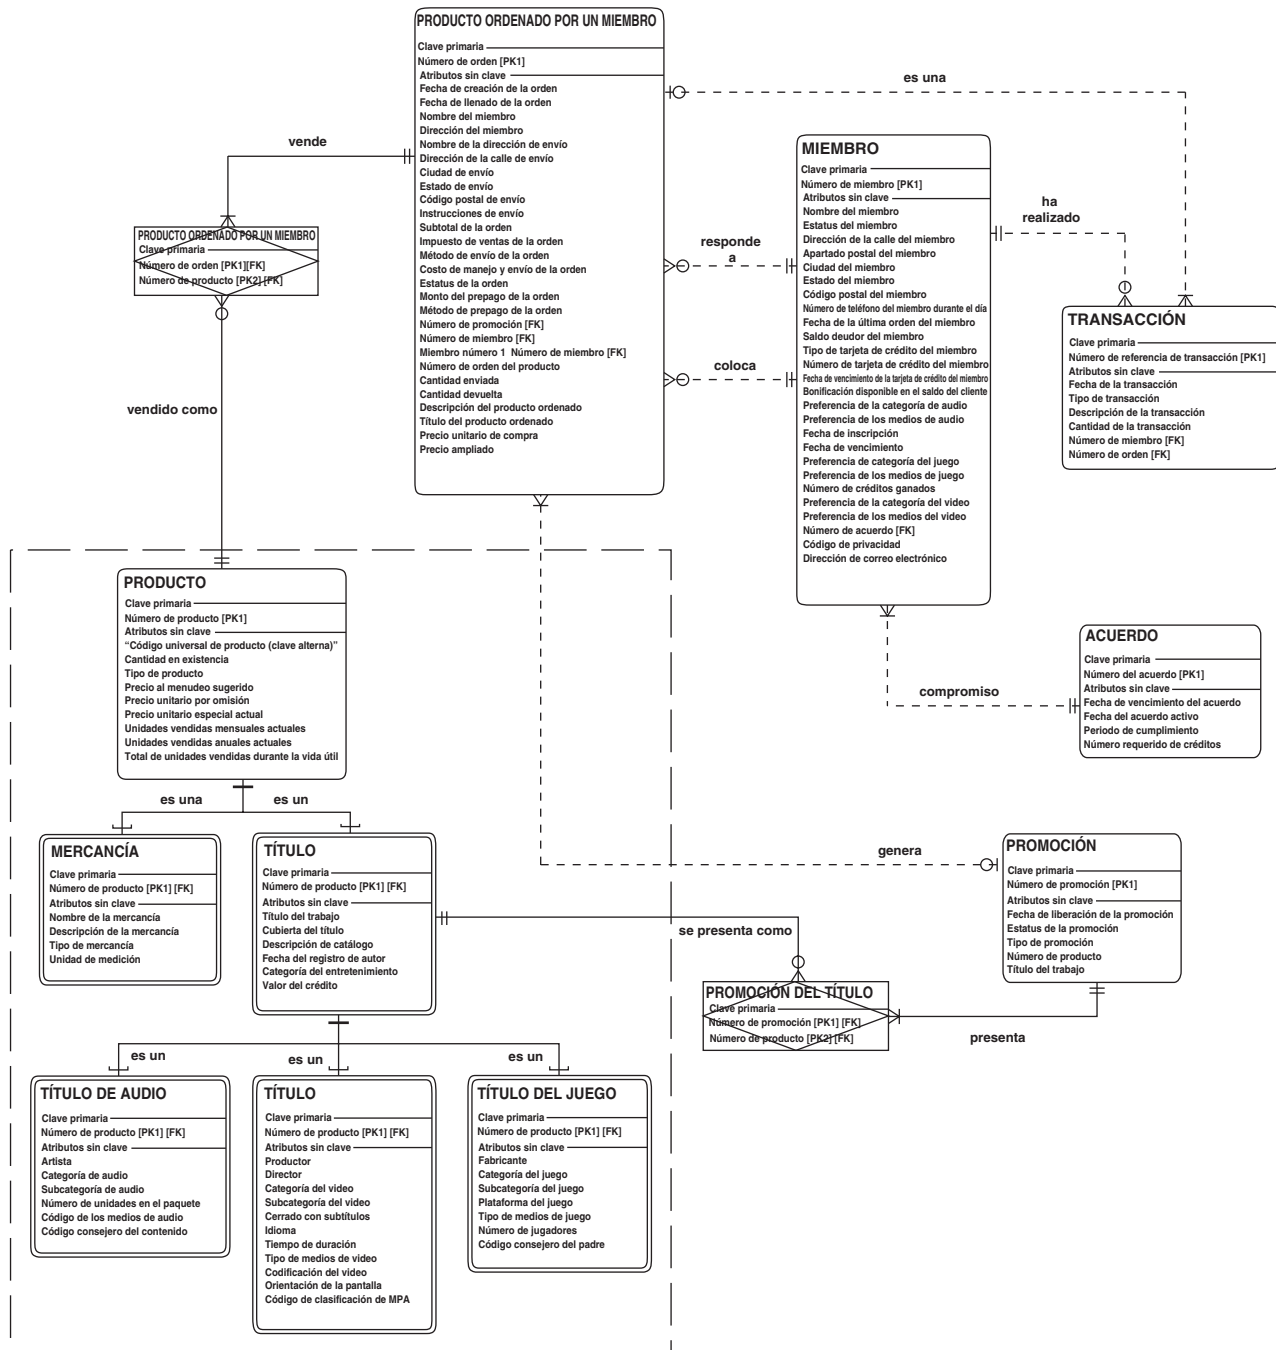 PRODUCTO ORDENADO POR UN MIEMBRO
Clave primaria
Número de orden [PK1]
Atributos sin clave
Fecha de creación de la orden
Fecha de llenado de la orden
Nombre del miembro
Dirección del miembro
Nombre de la dirección de envío
Dirección de la calle de envío
Ciudad de envío
Estado de envío
Código postal de envío
Instrucciones de envío
Subtotal de la orden
Impuesto de ventas de la orden
Método de envío de la orden
Costo de manejo y envío de la orden
Estatus de la orden
Monto del prepago de la orden
Método de prepago de la orden
Número de promoción [FK]
Número de miembro [FK]
Miembro número 1 Número de miembro [FK]
Número de orden del producto
Cantidad enviada
Cantidad devuelta
Descripción del producto ordenado
Título del producto ordenado
Precio unitario de compra
Precio ampliado
es una
vende
MIEMBRO
Clave primaria
Número de miembro [PK1]
Atributos sin clave
Nombre del miembro
Estatus del miembro
Dirección de la calle del miembro
Apartado postal del miembro
Ciudad del miembro
Estado del miembro
Código postal del miembro
Número de teléfono del miembro durante el día
Fecha de la última orden del miembro
Saldo deudor del miembro
Tipo de tarjeta de crédito del miembro
Número de tarjeta de crédito del miembro
Fecha de vencimiento de la tarjeta de crédito del miembro
Bonificación disponible en el saldo del cliente
Preferencia de la categoría de audio
Preferencia de los medios de audio
Fecha de inscripción
Fecha de vencimiento
Preferencia de categoría del juego
Preferencia de los medios de juego
Número de créditos ganados
Preferencia de la categoría del video
Preferencia de los medios del video
Número de acuerdo [FK]
Código de privacidad
Dirección de correo electrónico
ha
realizado
responde
a
coloca
PRODUCTO ORDENADO POR UN MIEMBRO
Clave primaria
Número de orden [PK1][FK]
Número de producto [PK2] [FK]
vendido como
TRANSACCIÓN
Clave primaria
Número de referencia de transacción [PK1]
Atributos sin clave
Fecha de la transacción
Tipo de transacción
Descripción de la transacción
Cantidad de la transacción
Número de miembro [FK]
Número de orden [FK]
PRODUCTO
Clave primaria
Número de producto [PK1]
Atributos sin clave
“Código universal de producto (clave alterna)”
Cantidad en existencia
Tipo de producto
Precio al menudeo sugerido
Precio unitario por omisión
Precio unitario especial actual
Unidades vendidas mensuales actuales
Unidades vendidas anuales actuales
Total de unidades vendidas durante la vida útil
ACUERDO
Clave primaria
Número del acuerdo [PK1]
Atributos sin clave
Fecha de vencimiento del acuerdo
Fecha del acuerdo activo
Periodo de cumplimiento
Número requerido de créditos
compromiso
es una
es un
MERCANCÍA
Clave primaria
Número de producto [PK1] [FK]
Atributos sin clave
Nombre de la mercancía
Descripción de la mercancía
Tipo de mercancía
Unidad de medición
TÍTULO
Clave primaria
Número de producto [PK1] [FK]
Atributos sin clave
Título del trabajo
Cubierta del título
Descripción de catálogo
Fecha del registro de autor
Categoría del entretenimiento
Valor del crédito
genera
PROMOCIÓN
Clave primaria
Número de promoción [PK1]
Atributos sin clave
Fecha de liberación de la promoción
Estatus de la promoción
Tipo de promoción
Número de producto
Título del trabajo
se presenta como
PROMOCIÓN DEL TÍTULO
Clave primaria
Número de promoción [PK1] [FK]
Número de producto [PK2] [FK]
presenta
es un
es un
es un
TÍTULO DE AUDIO
Clave primaria
Número de producto [PK1] [FK]
Atributos sin clave
Artista
Categoría de audio
Subcategoría de audio
Número de unidades en el paquete
Código de los medios de audio
Código consejero del contenido
TÍTULO
Clave primaria
Número de producto [PK1] [FK]
Atributos sin clave
Productor
Director
Categoría del video
Subcategoría del video
Cerrado con subtítulos
Idioma
Tiempo de duración
Tipo de medios de video
Codificación del video
Orientación de la pantalla
Código de clasificación de MPA
TÍTULO DEL JUEGO
Clave primaria
Número de producto [PK1] [FK]
Atributos sin clave
Fabricante
Categoría del juego
Subcategoría del juego
Plataforma del juego
Tipo de medios de juego
Número de jugadores
Código consejero del padre